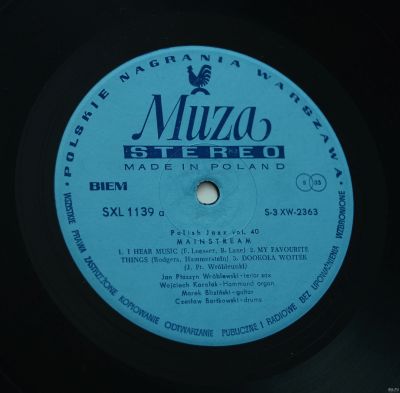 • POLSKIE NAGRANIA WARSZAWA •
Muza
STEREO
MADE IN POLAND
BIEM
33
SXL 1139 a
S-3 XW-2363
Polish Jazz vol. 40
MAINSTREAM
1. I HEAR MUSIC (F. Loesser, B. Lane) 2. MY FAVOURITE
THINGS (Rodgers, Hammerstein) 3. DOOKOŁA WOJTEK
(J. Pt. Wróblewski)
Jan Ptaszyn Wróblewski-tenor sax
Wojciech Karolak-Hammond organ
Marek Bliziński-guitar
Czesław Bartkowski-drums
WSZELKIE PRAWA ZASTRZEŻONE KOPIOWANIE ODTWARZANIE PUBLICZNE I RADIOWE BEZ UPOWAŻNIENIA WZBRONIONE